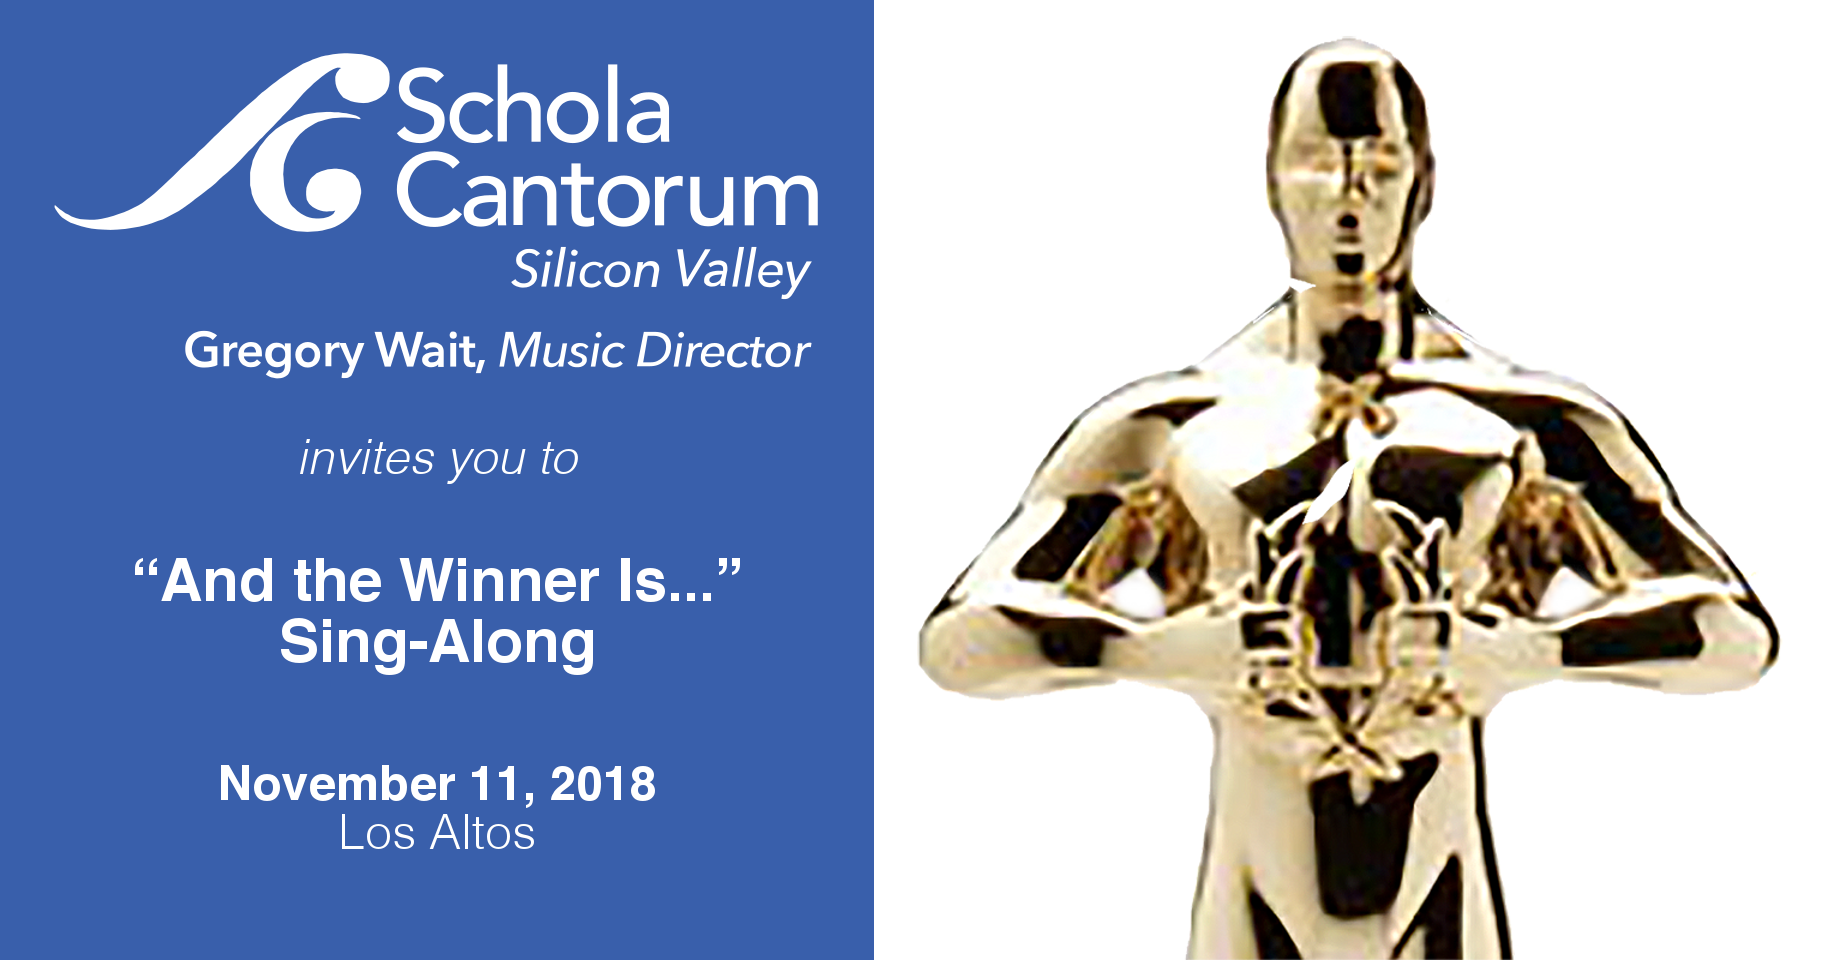 Schola
Cantorum
Silicon Valley
Gregory Wait, Music Director
invites you to
“And the Winner Is...”
Sing-Along
November 11, 2018
Los Altos